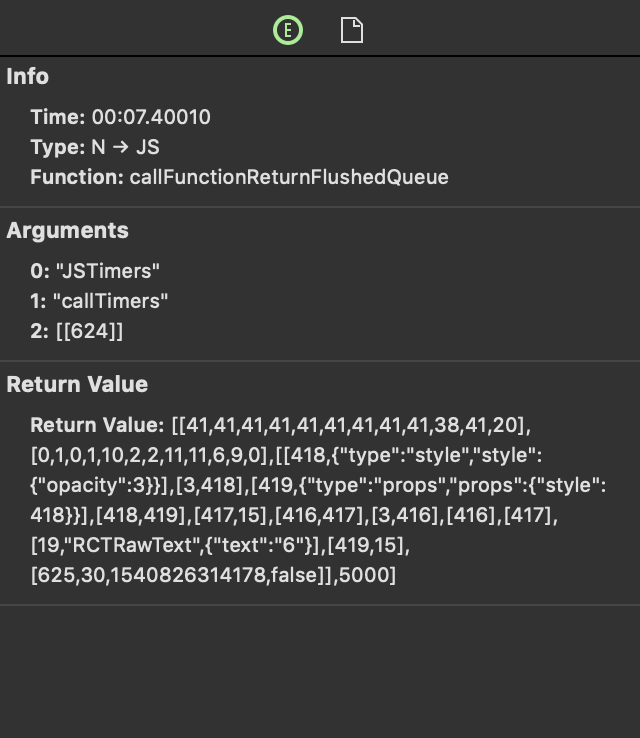 E
Info
Time: 00:07.40010
Type: N → JS
Function: callFunctionReturnFlushedQueue
Arguments
0: "JSTimers"
1: "callTimers"
2: [[624]]
Return Value
Return Value: [[41,41,41,41,41,41,41,41,41,38,41,20],
[0,1,0,1,10,2,2,11,11,6,9,0],[[418,{"type":"style","style":
{"opacity":3}}],[3,418],[419,{"type":"props","props":{"style":
418}}],[418,419],[417,15],[416,417],[3,416],[416],[417],
[19,"RCTRawText",{"text":"6"}],[419,15],
[625,30,1540826314178,false]],5000]